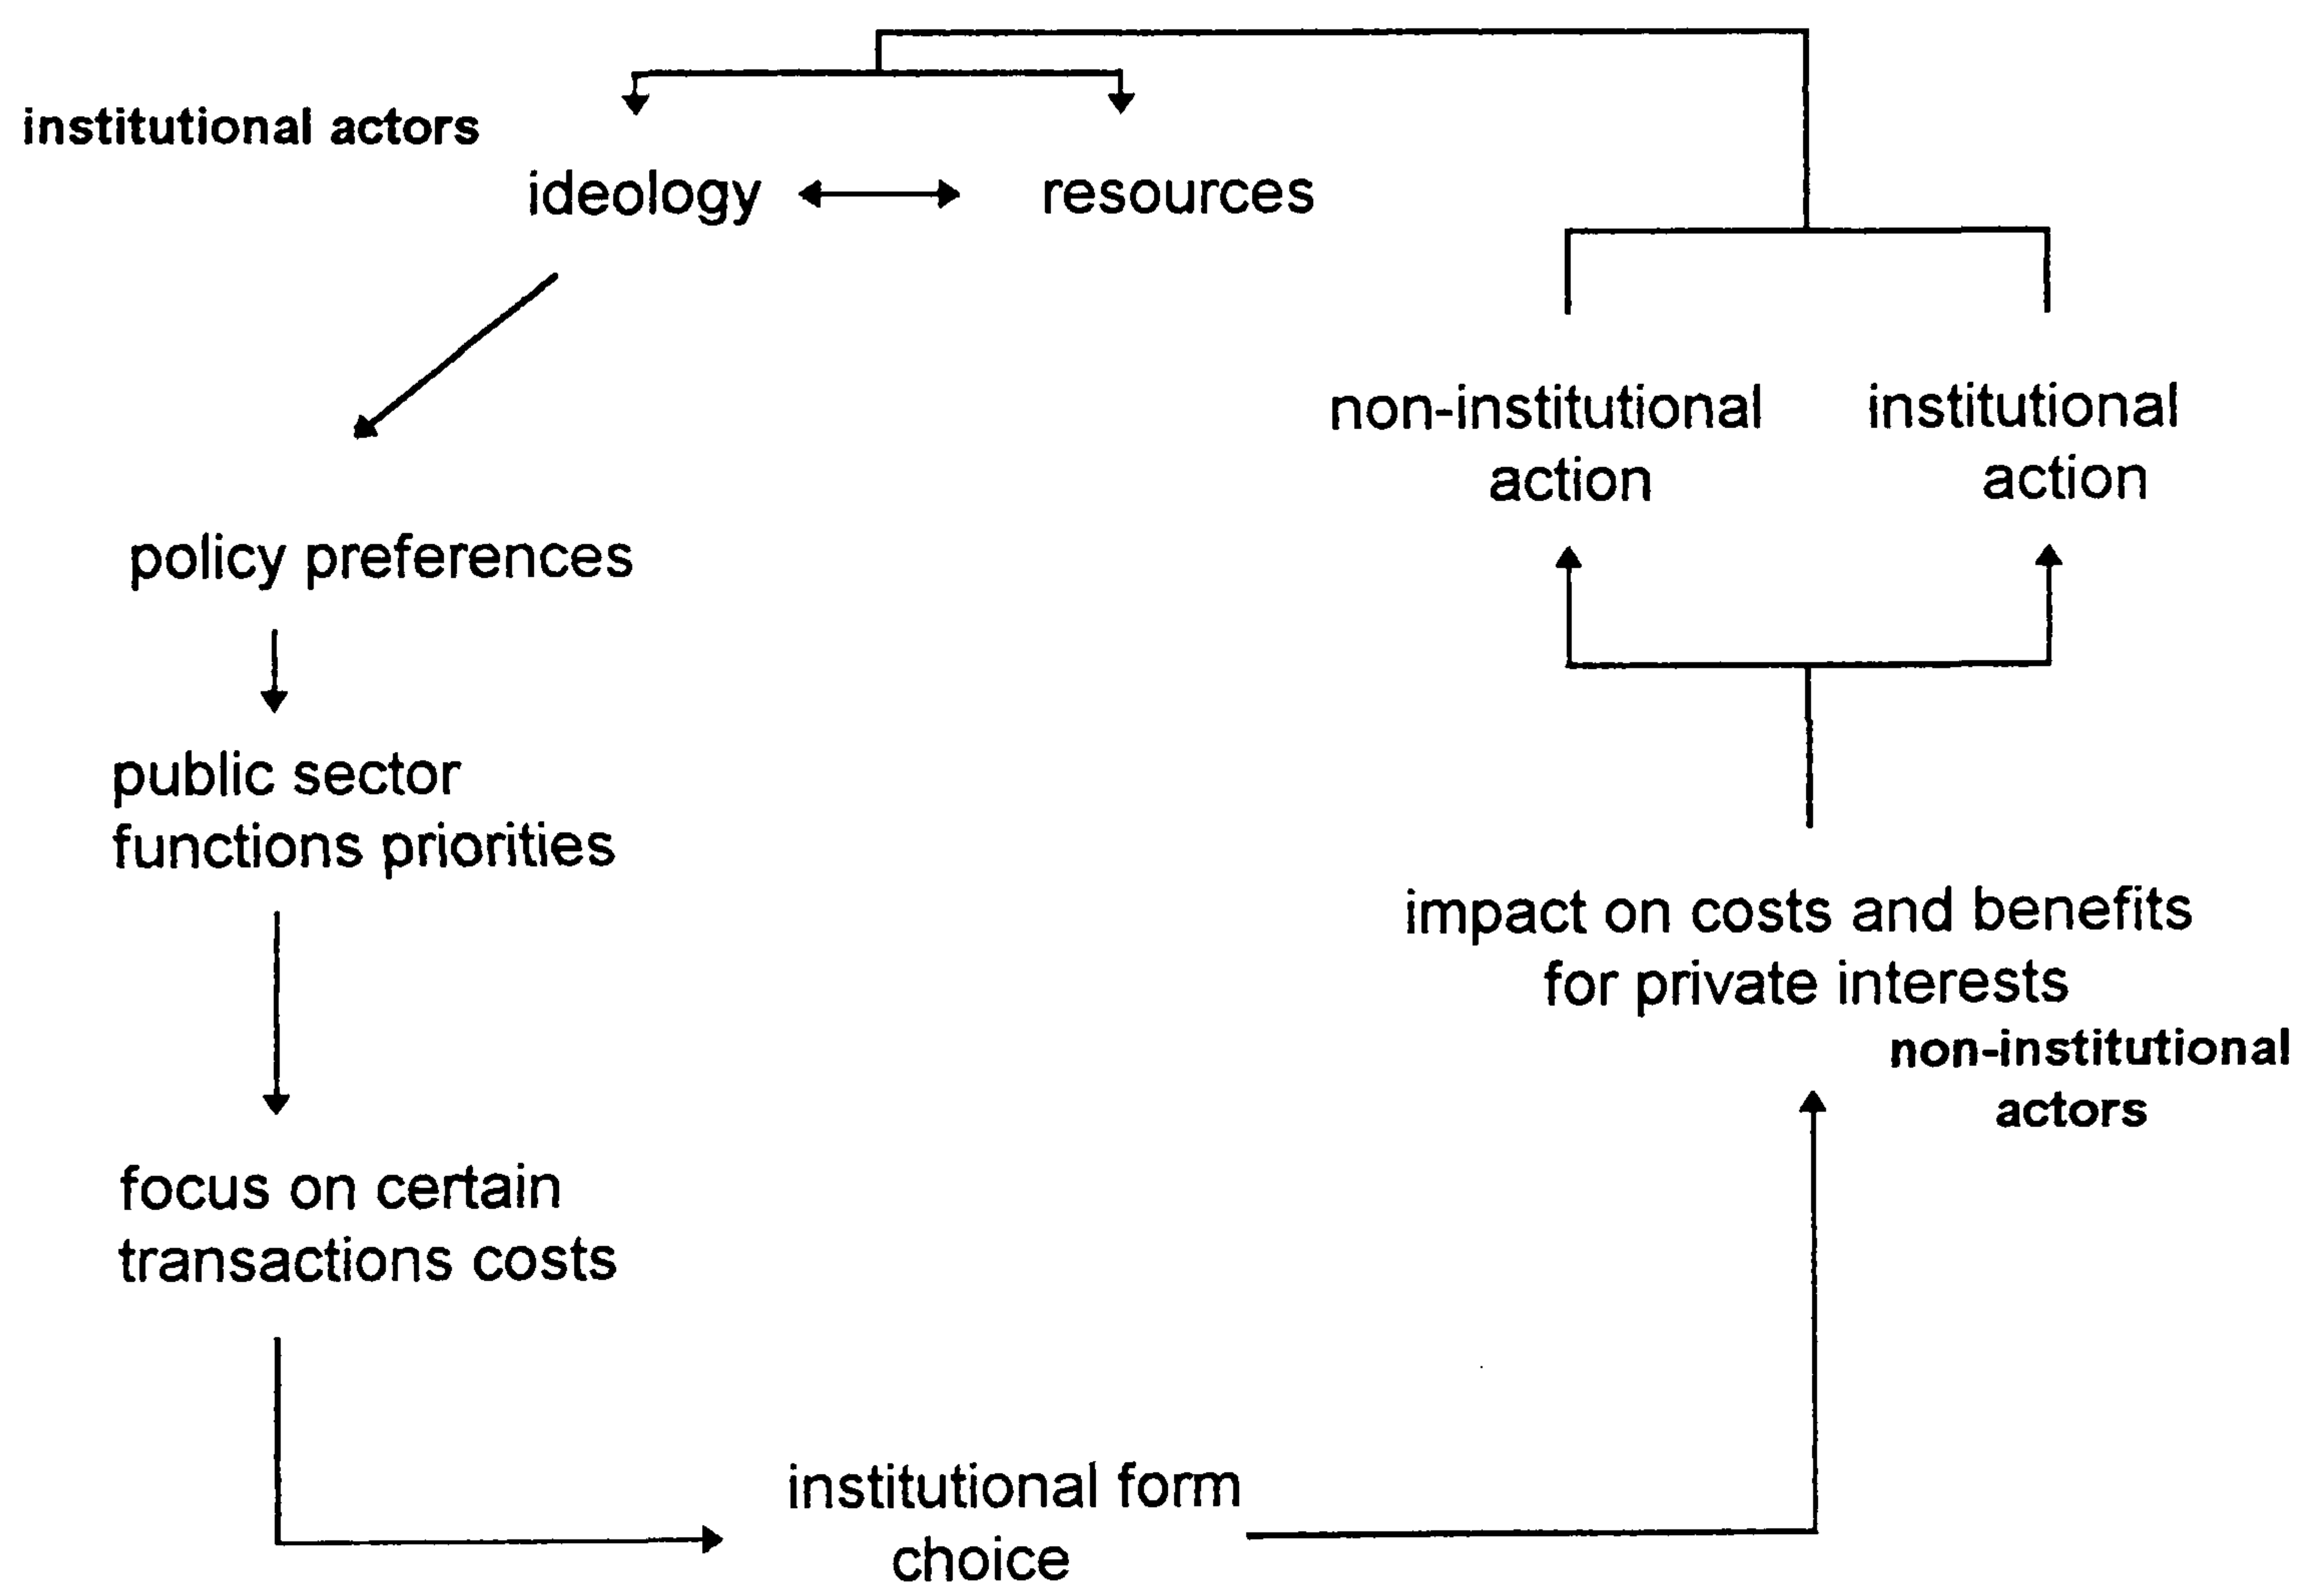 institutional actors
ideology
resources
non-institutional
action
institutional
action
policy preferences
public sector
functions priorities
impact on costs and benefits
for private interests
non-institutional
actors
focus on certain
transactions costs
institutional form
choice